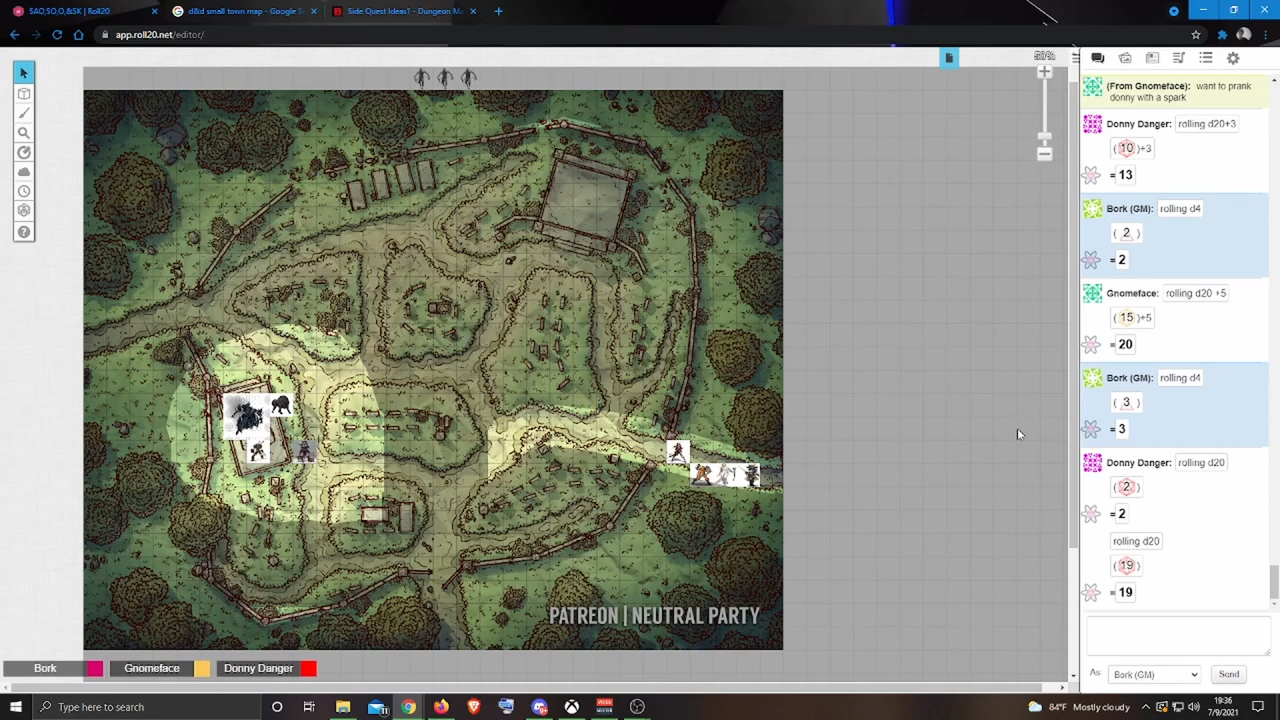 SAO,SO,O,&SK | Roll20
d&d small town map - Google S
Side Quest Ideas? - Dungeon Ma
app.roll20.net/editor/
(From Gnomeface): want to prank
donny with a spark
Donny Danger: rolling d20+3
(10)+3
= 13
Bork (GM): rolling d4
( 2 )
= 2
Gnomeface: rolling d20 +5
(15)+5
= 20
Bork (GM): rolling d4
( 3 )
= 3
Donny Danger: rolling d20
( 2 )
= 2
rolling d20
(19)
= 19
PATREON | NEUTRAL PARTY
Bork
Gnomeface
Donny Danger
As
Bork (GM)
Send
Type here to search
84°F Mostly cloudy
19:36
7/9/2021